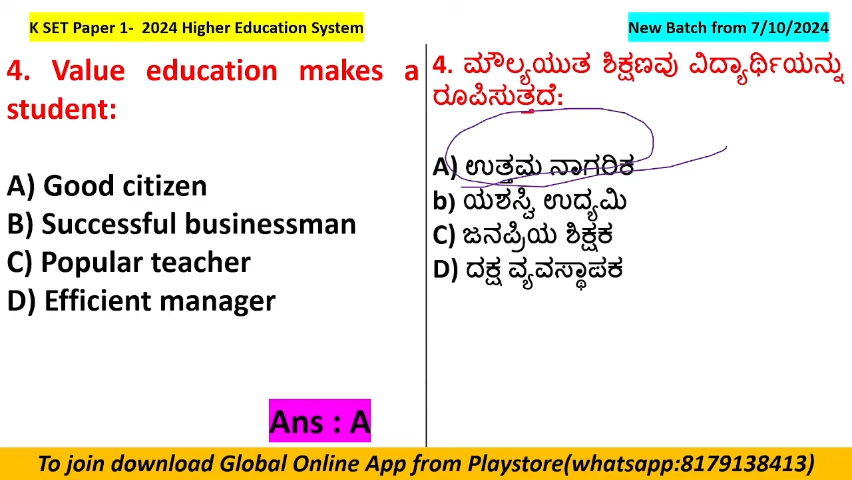 K SET Paper 1- 2024 Higher Education System
New Batch from 7/10/2024
4. Value education makes a
student:
A) Good citizen
B) Successful businessman
C) Popular teacher
D) Efficient manager
Ans : A
4. ಮೌಲ್ಯಯುತ ಶಿಕ್ಷಣವು ವಿದ್ಯಾರ್ಥಿಯನ್ನು
ರೂಪಿಸುತ್ತದೆ:
A) ಉತ್ತಮ ನಾಗರಿಕ
b) ಯಶಸ್ವಿ ಉದ್ಯಮಿ
C) ಜನಪ್ರಿಯ ಶಿಕ್ಷಕ
D) ದಕ್ಷ ವ್ಯವಸ್ಥಾಪಕ
To join download Global Online App from Playstore(whatsapp:8179138413)